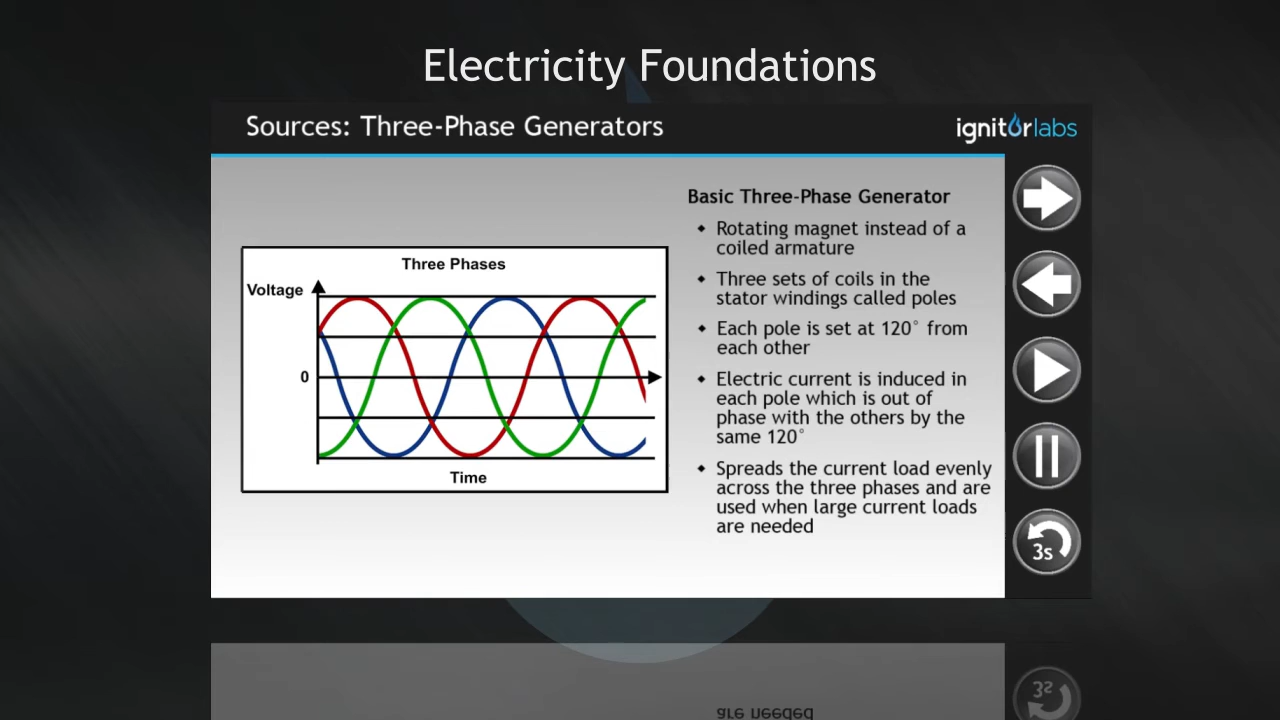 Electricity Foundations
Sources: Three-Phase Generators
ignitorlabs
Three Phases
Voltage
0
Time
Basic Three-Phase Generator
Rotating magnet instead of a
coiled armature
Three sets of coils in the
stator windings called poles
Each pole is set at 120° from
each other
Electric current is induced in
each pole which is out of
phase with the others by the
same 120°
Spreads the current load evenly
across the three phases and are
used when large current loads
are needed
3s
are needed
3s